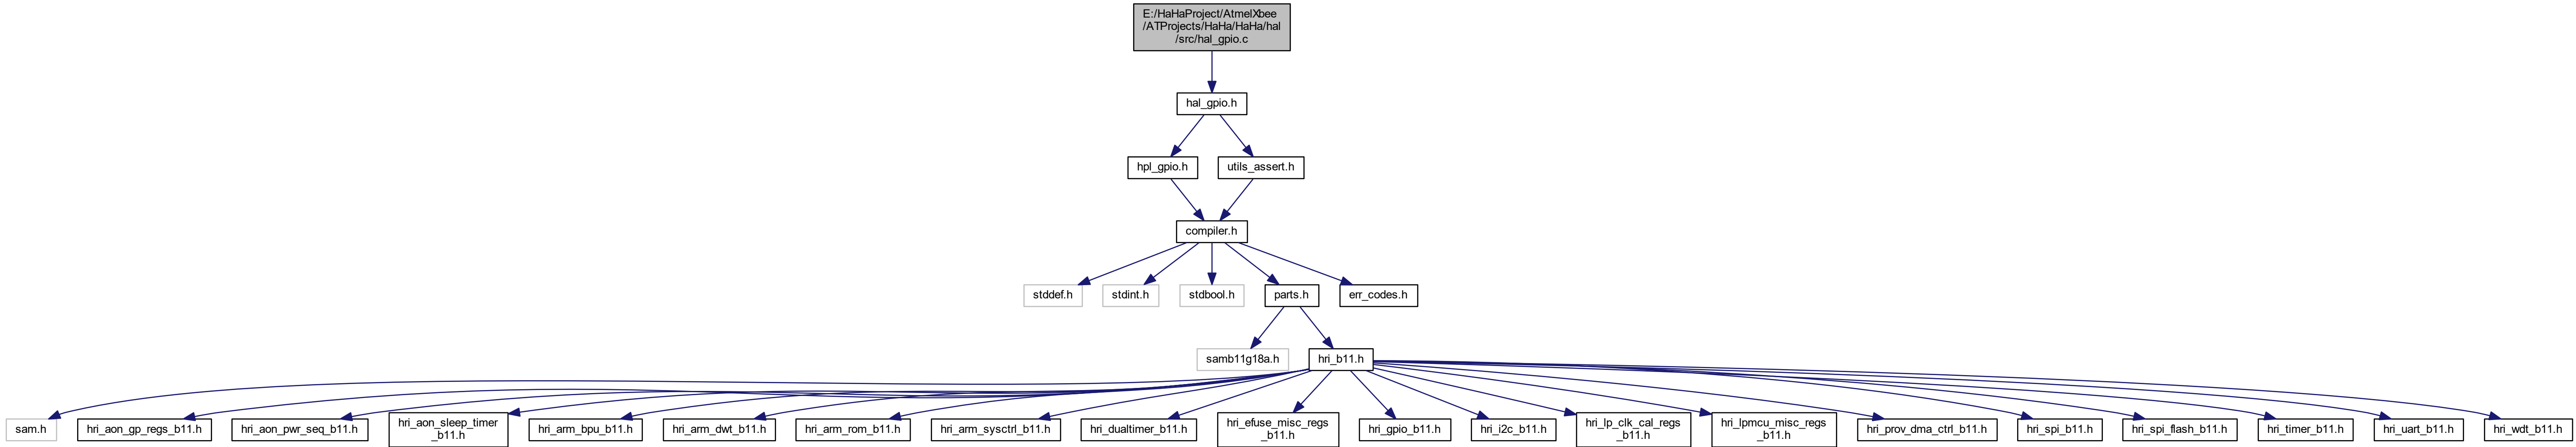 E:/HaHaProject/AtmelXbee
/ATProjects/HaHa/HaHa/hal
/src/hal_gpio.c
hal_gpio.h
hpl_gpio.h
utils_assert.h
compiler.h
stddef.h
stdint.h
stdbool.h
parts.h
err_codes.h
samb11g18a.h
hri_b11.h
sam.h
hri_aon_gp_regs_b11.h
hri_aon_pwr_seq_b11.h
hri_aon_sleep_timer
_b11.h
hri_arm_bpu_b11.h
hri_arm_dwt_b11.h
hri_arm_rom_b11.h
hri_arm_sysctrl_b11.h
hri_dualtimer_b11.h
hri_efuse_misc_regs
_b11.h
hri_gpio_b11.h
hri_i2c_b11.h
hri_lp_clk_cal_regs
_b11.h
hri_lpmcu_misc_regs
_b11.h
hri_prov_dma_ctrl_b11.h
hri_spi_b11.h
hri_spi_flash_b11.h
hri_timer_b11.h
hri_uart_b11.h
hri_wdt_b11.h